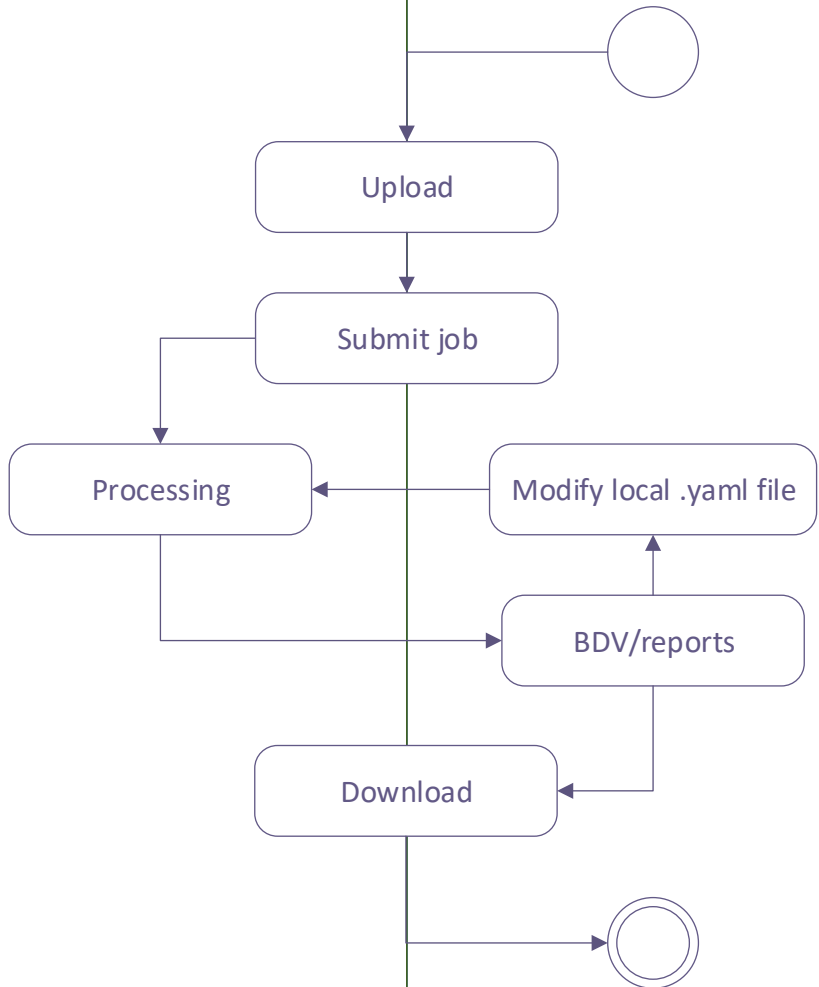 Upload
Submit job
Processing
Modify local .yaml file
BDV/reports
Download